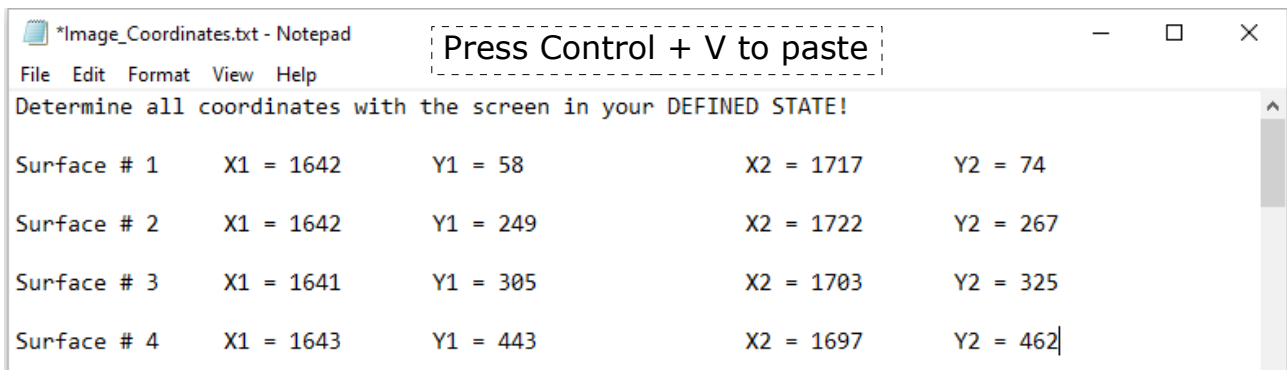 *Image_Coordinates.txt - Notepad
Press Control + V to paste
File Edit Format View Help
Determine all coordinates with the screen in your DEFINED STATE!
Surface # 1 X1 = 1642 Y1 = 58 X2 = 1717 Y2 = 74
Surface # 2 X1 = 1642 Y1 = 249 X2 = 1722 Y2 = 267
Surface # 3 X1 = 1641 Y1 = 305 X2 = 1703 Y2 = 325
Surface # 4 X1 = 1643 Y1 = 443 X2 = 1697 Y2 = 462